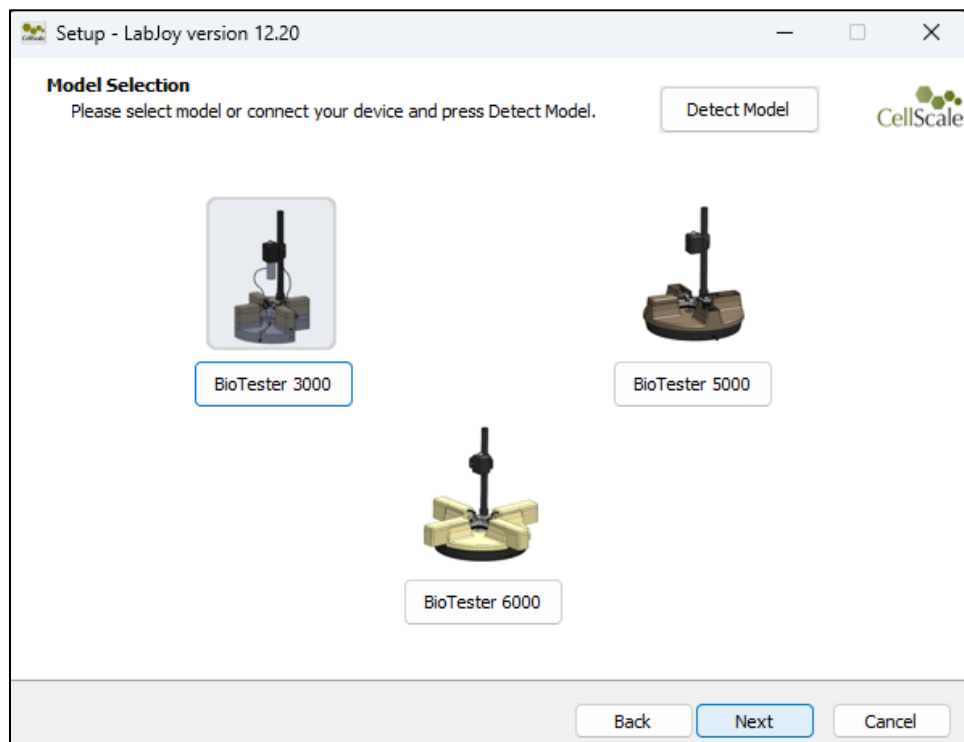 Setup - LabJoy version 12.20
Model Selection
Please select model or connect your device and press Detect Model.
Detect Model
CellScale
BioTester 3000
BioTester 5000
BioTester 6000
Back
Next
Cancel